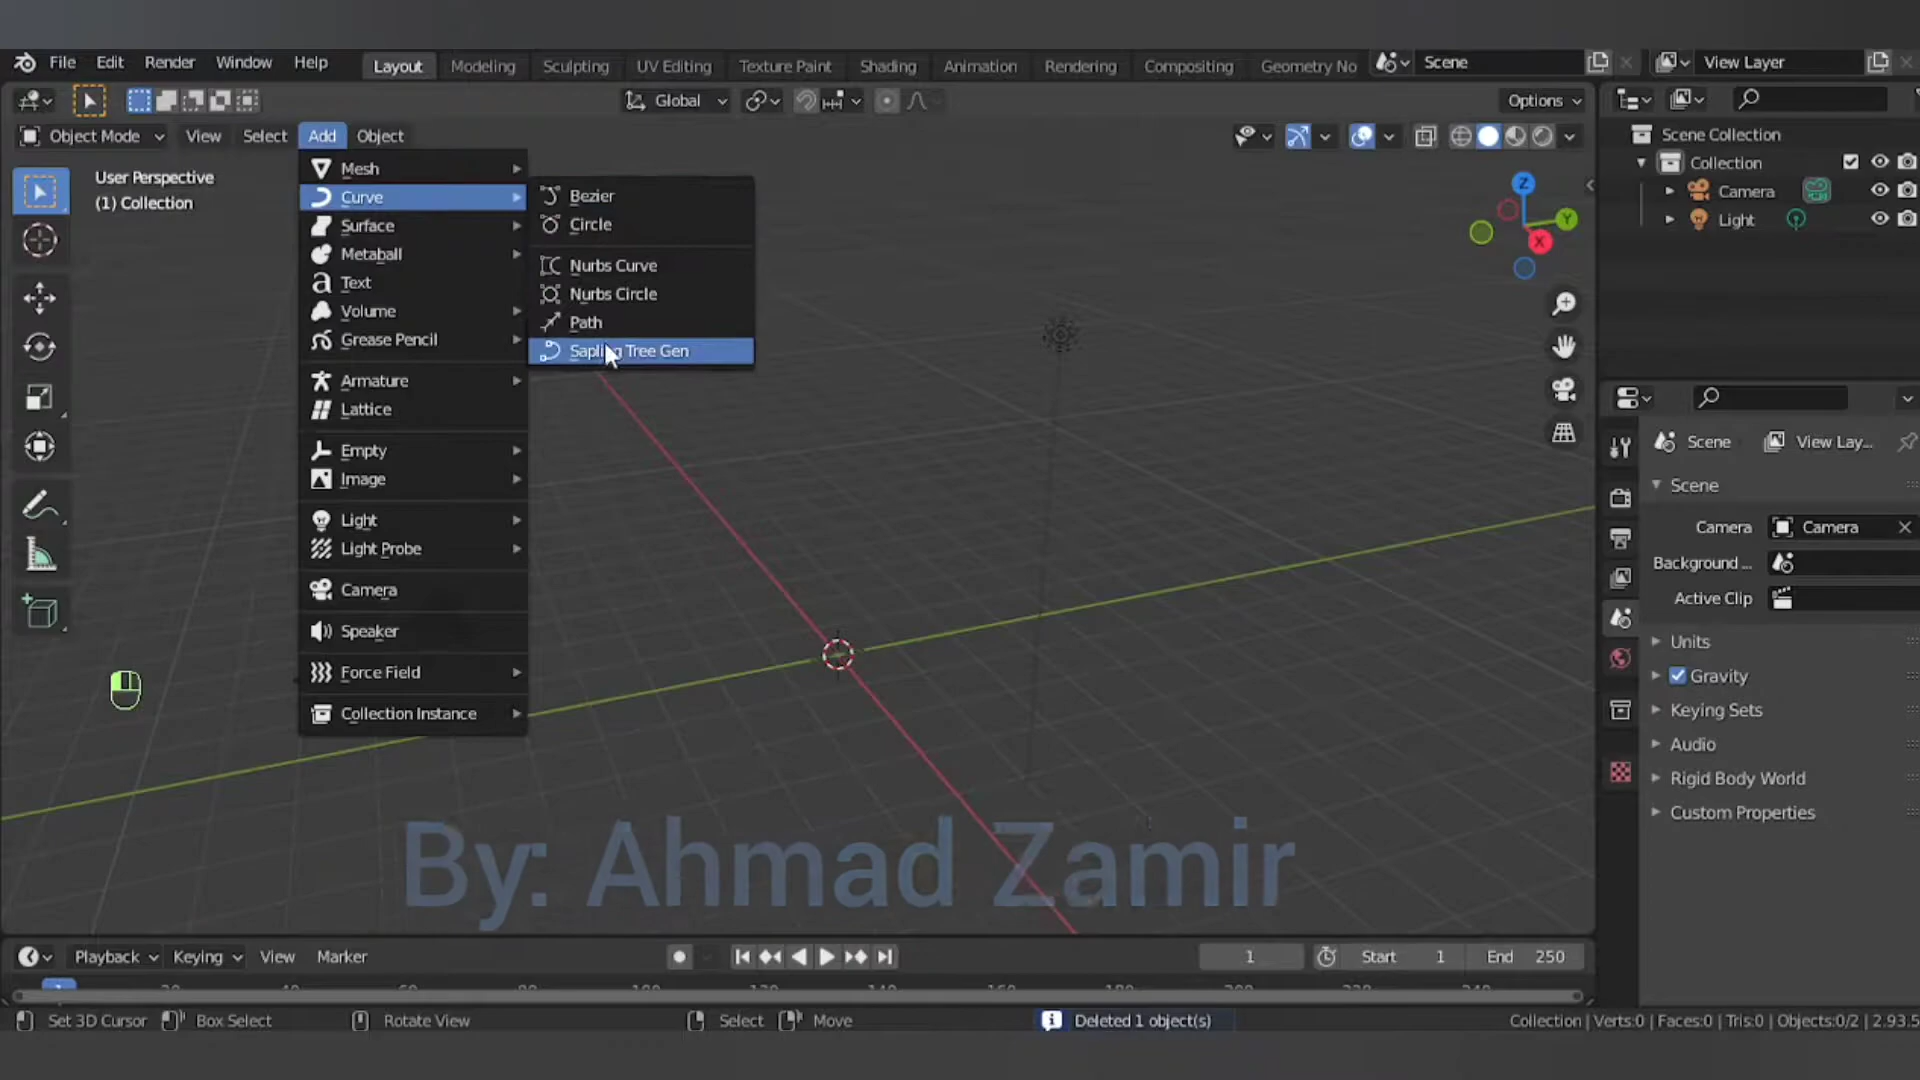 File Edit Render Window Help Layout Modeling Sculpting UV Editing Texture Paint Shading Animation Rendering Compositing Geometry No Scene View Layer
Global Options
Object Mode View Select Add Object
User Perspective
(1) Collection
Mesh
Curve
Surface
Metaball
Text
Volume
Grease Pencil
Armature
Lattice
Empty
Image
Light
Light Probe
Camera
Speaker
Force Field
Collection Instance
Bezier
Circle
Nurbs Curve
Nurbs Circle
Path
Sapling Tree Gen
Z
Y
X
Scene Collection
Collection
Camera
Light
Scene View Lay...
Scene
Camera Camera
Background ...
Active Clip
Units
Gravity
Keying Sets
Audio
Rigid Body World
Custom Properties
By: Ahmad Zamir
Playback Keying View Marker 1 Start 1 End 250
Set 3D Cursor Box Select Rotate View Select Move Deleted 1 object(s) Collection | Verts:0 | Faces:0 | Tris:0 | Objects:0/2 | 2.93.5